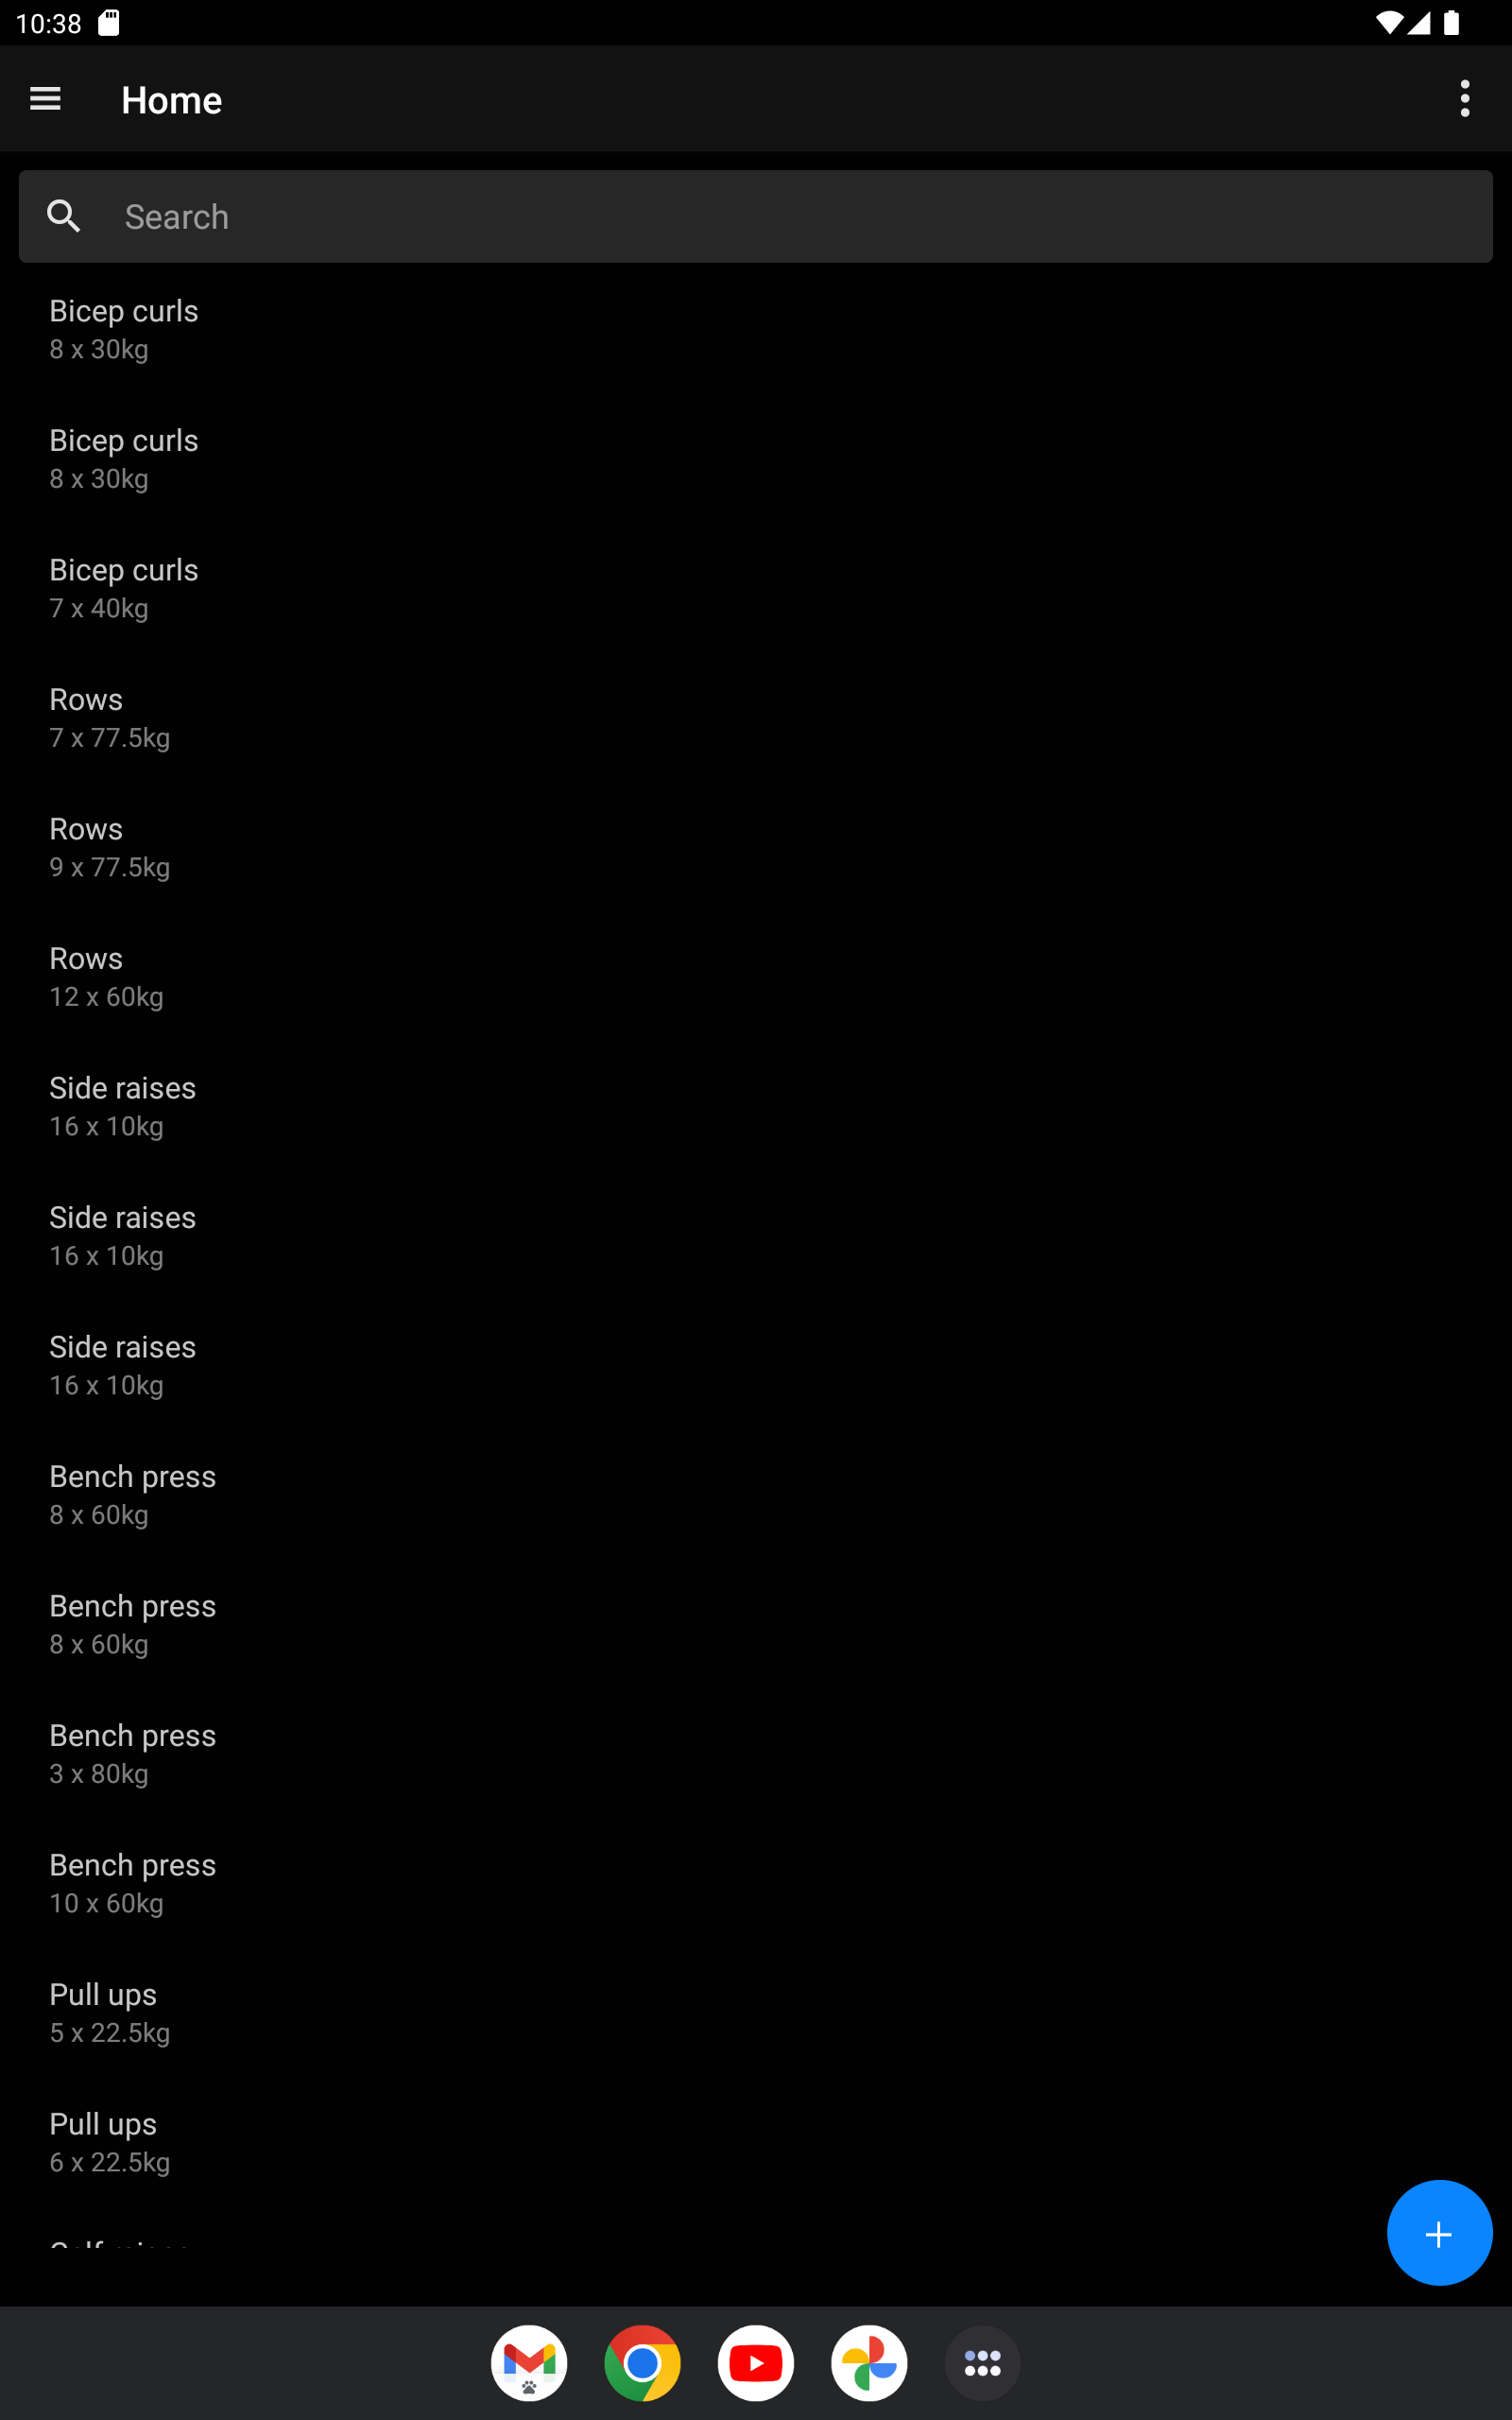 10:38
Home
Search
Bicep curls
8 x 30kg
Bicep curls
8 x 30kg
Bicep curls
7 x 40kg
Rows
7 x 77.5kg
Rows
9 x 77.5kg
Rows
12 x 60kg
Side raises
16 x 10kg
Side raises
16 x 10kg
Side raises
16 x 10kg
Bench press
8 x 60kg
Bench press
8 x 60kg
Bench press
3 x 80kg
Bench press
10 x 60kg
Pull ups
5 x 22.5kg
Pull ups
6 x 22.5kg